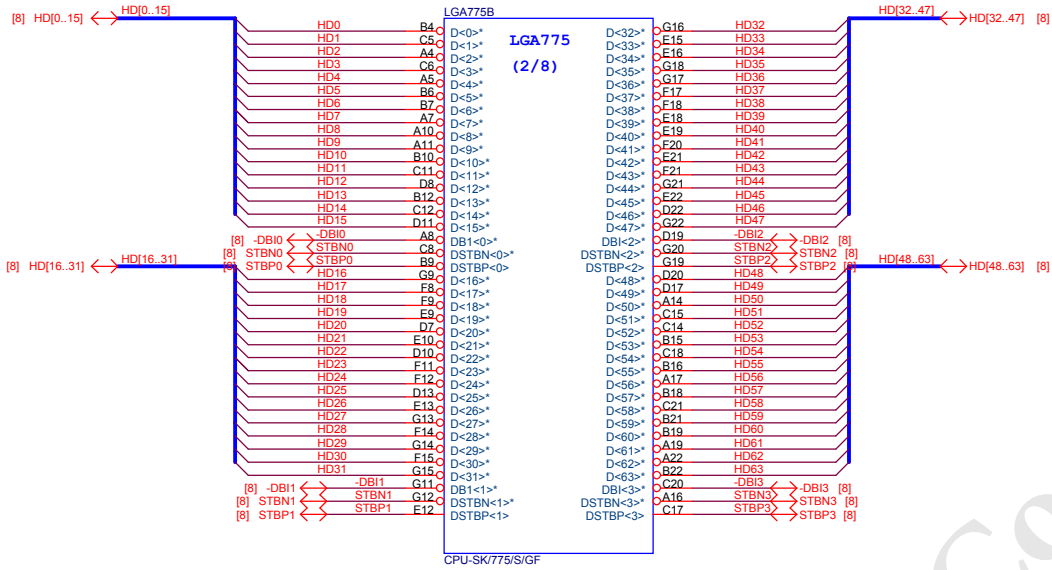 LGA775B
[8] HD[0..15] HD[0..15] HD[32..47] HD[32..47] [8]
LGA775
(2/8)
HD0 B4 D<0>* D<32>* G16 HD32
HD1 C5 D<1>* D<33>* E15 HD33
HD2 A4 D<2>* D<34>* E16 HD34
HD3 C6 D<3>* D<35>* G18 HD35
HD4 A5 D<4>* D<36>* G17 HD36
HD5 B6 D<5>* D<37>* F17 HD37
HD6 B7 D<6>* D<38>* F18 HD38
HD7 A7 D<7>* D<39>* E18 HD39
HD8 A10 D<8>* D<40>* E19 HD40
HD9 A11 D<9>* D<41>* F20 HD41
HD10 B10 D<10>* D<42>* E21 HD42
HD11 C11 D<11>* D<43>* F21 HD43
HD12 D8 D<12>* D<44>* G21 HD44
HD13 B12 D<13>* D<45>* E22 HD45
HD14 C12 D<14>* D<46>* D22 HD46
HD15 D11 D<15>* D<47>* G22 HD47
[8] -DBI0 -DBI0 A8 DB1<0>* DBI<2>* D19 -DBI2 -DBI2 [8]
[8] STBN0 STBN0 C8 DSTBN<0>* DSTBN<2>* G20 STBN2 STBN2 [8]
[8] STBP0 STBP0 B9 DSTBP<0> DSTBP<2> G19 STBP2 STBP2 [8]
[8] HD[16..31] HD[16..31] HD[48..63] HD[48..63] [8]
HD16 G9 D<16>* D<48>* D20 HD48
HD17 F8 D<17>* D<49>* D17 HD49
HD18 F9 D<18>* D<50>* A14 HD50
HD19 E9 D<19>* D<51>* C15 HD51
HD20 D7 D<20>* D<52>* C14 HD52
HD21 E10 D<21>* D<53>* B15 HD53
HD22 D10 D<22>* D<54>* C18 HD54
HD23 F11 D<23>* D<55>* B16 HD55
HD24 F12 D<24>* D<56>* A17 HD56
HD25 D13 D<25>* D<57>* B18 HD57
HD26 E13 D<26>* D<58>* C21 HD58
HD27 G13 D<27>* D<59>* B21 HD59
HD28 F14 D<28>* D<60>* B19 HD60
HD29 G14 D<29>* D<61>* A19 HD61
HD30 F15 D<30>* D<62>* A22 HD62
HD31 G15 D<31>* D<63>* B22 HD63
[8] -DBI1 -DBI1 G11 DB1<1>* DBI<3>* C20 -DBI3 -DBI3 [8]
[8] STBN1 STBN1 G12 DSTBN<1>* DSTBN<3>* A16 STBN3 STBN3 [8]
[8] STBP1 STBP1 E12 DSTBP<1> DSTBP<3> C17 STBP3 STBP3 [8]
CPU-SK/775/S/GF